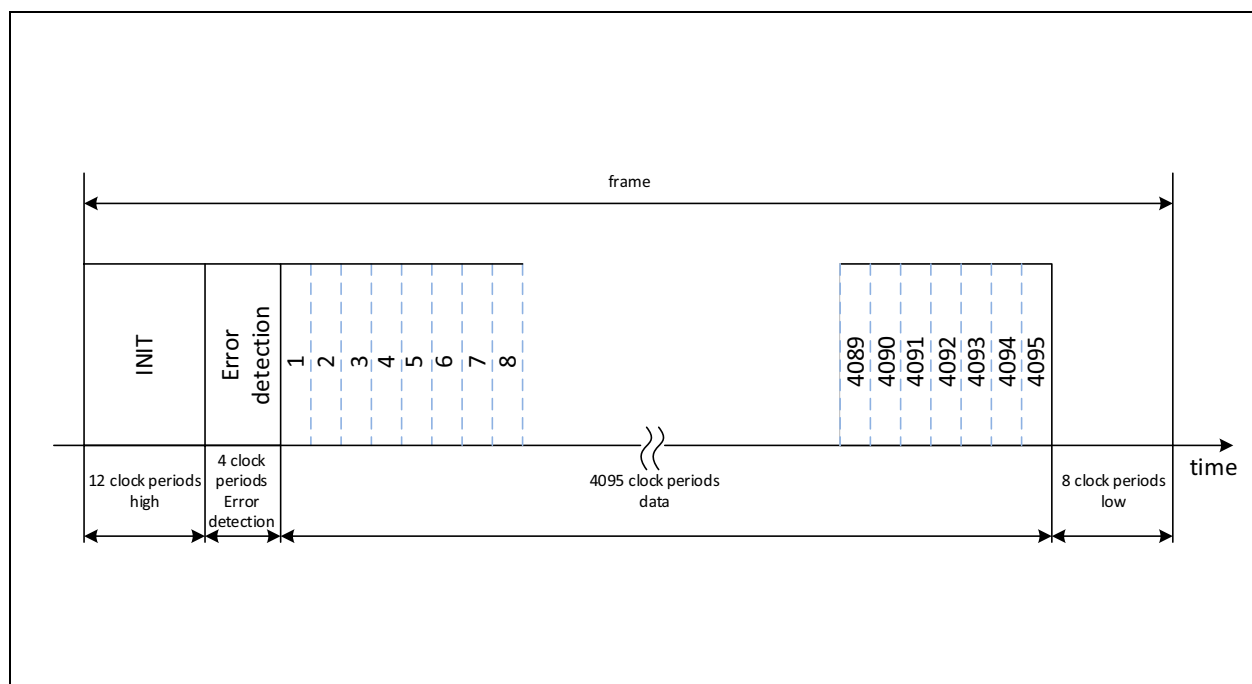 frame
INIT
Error
detection
1
2
3
4
5
6
7
8
4089
4090
4091
4092
4093
4094
4095
time
12 clock periods
high
4 clock
periods
Error
detection
4095 clock periods
data
8 clock periods
low